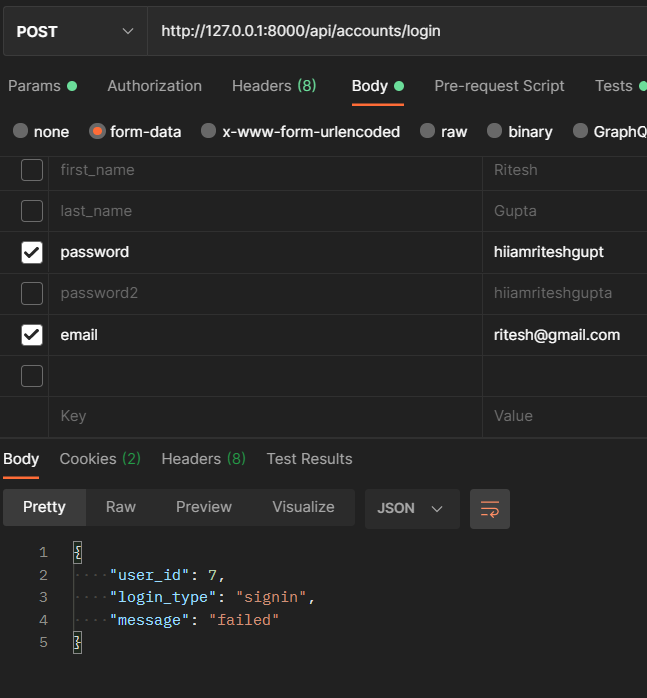 POST http://127.0.0.1:8000/api/accounts/login
Params Authorization Headers (8) Body Pre-request Script Tests
none form-data x-www-form-urlencoded raw binary GraphQ
first_name Ritesh
last_name Gupta
password hiiamriteshgupt
password2 hiiamriteshgupta
email ritesh@gmail.com
Key Value
Body Cookies (2) Headers (8) Test Results
Pretty Raw Preview Visualize JSON
1 {
2 "user_id": 7,
3 "login_type": "signin",
4 "message": "failed"
5 }